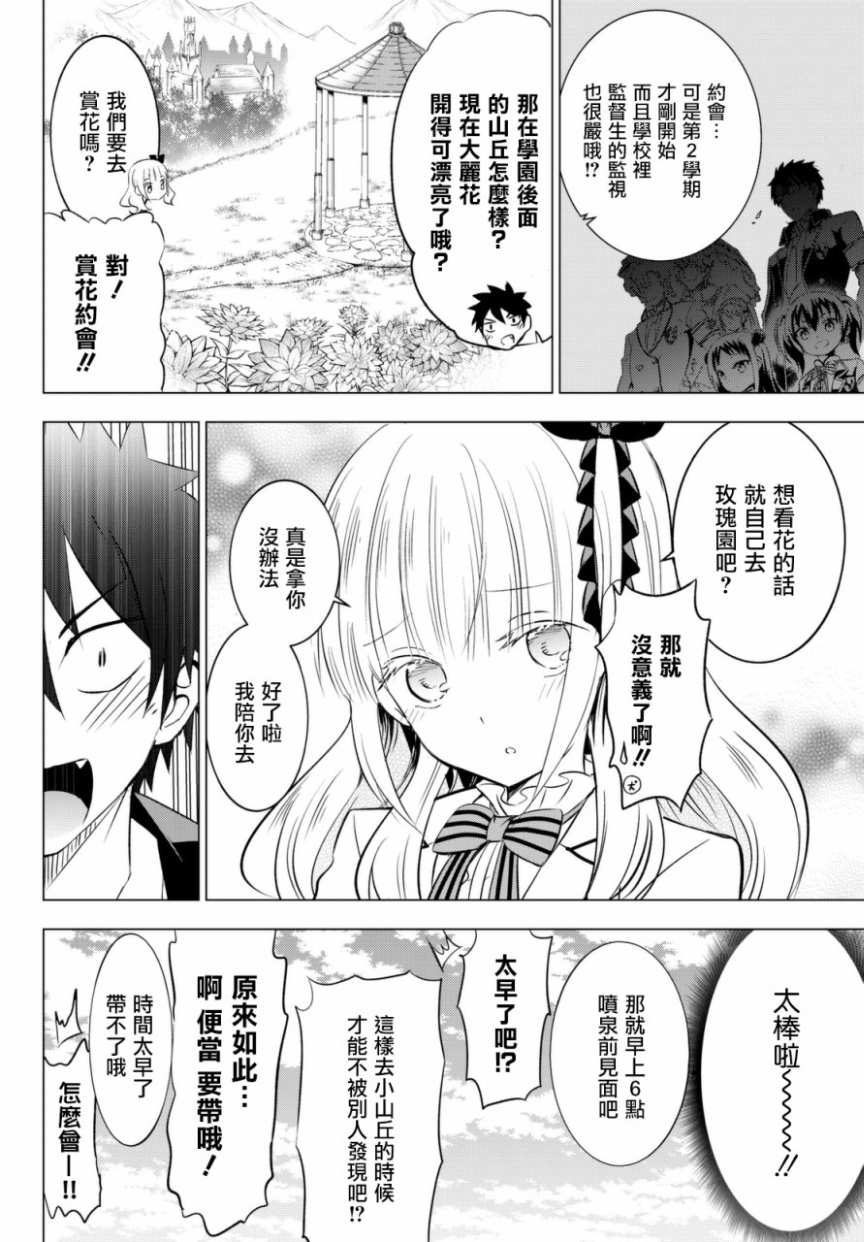 約會…
可是第2學期
才剛開始
而且學校裡
監督生的監視
也很嚴哦!?
那在學園後面
的山丘怎麼樣?
現在大麗花
開得可漂亮了哦?
我們要去
賞花嗎?
對!
賞花約會!!
想看花的話
就自己去
玫瑰園吧?
那就
沒意義了啊!!
犬
真是拿你
沒辦法
好了啦
我陪你去
太棒啦~~~~!!
那就早上6點
噴泉前見面吧
太早了吧!?
這樣去小山丘的時候
才能不被別人發現吧!?
原來如此…
啊 便當 要帶哦!
時間太早了
帶不了哦
怎麼會ー!!